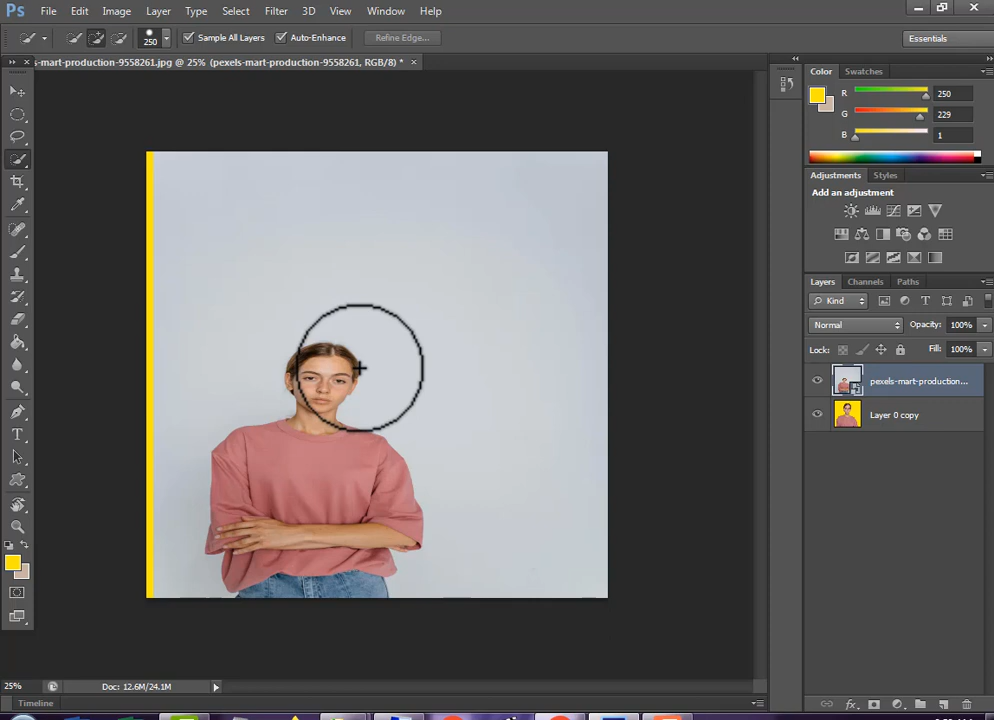 Ps File Edit Image Layer Type Select Filter 3D View Window Help
250 Sample All Layers Auto-Enhance Refine Edge... Essentials
s-mart-production-9558261.jpg @ 25% (pexels-mart-production-9558261, RGB/8) *
Color Swatches
R 250
G 229
B 1
Adjustments Styles
Add an adjustment
Layers Channels Paths
Kind
Normal Opacity: 100%
Lock: Fill: 100%
pexels-mart-production...
Layer 0 copy
25% Doc: 12.6M/24.1M
Timeline